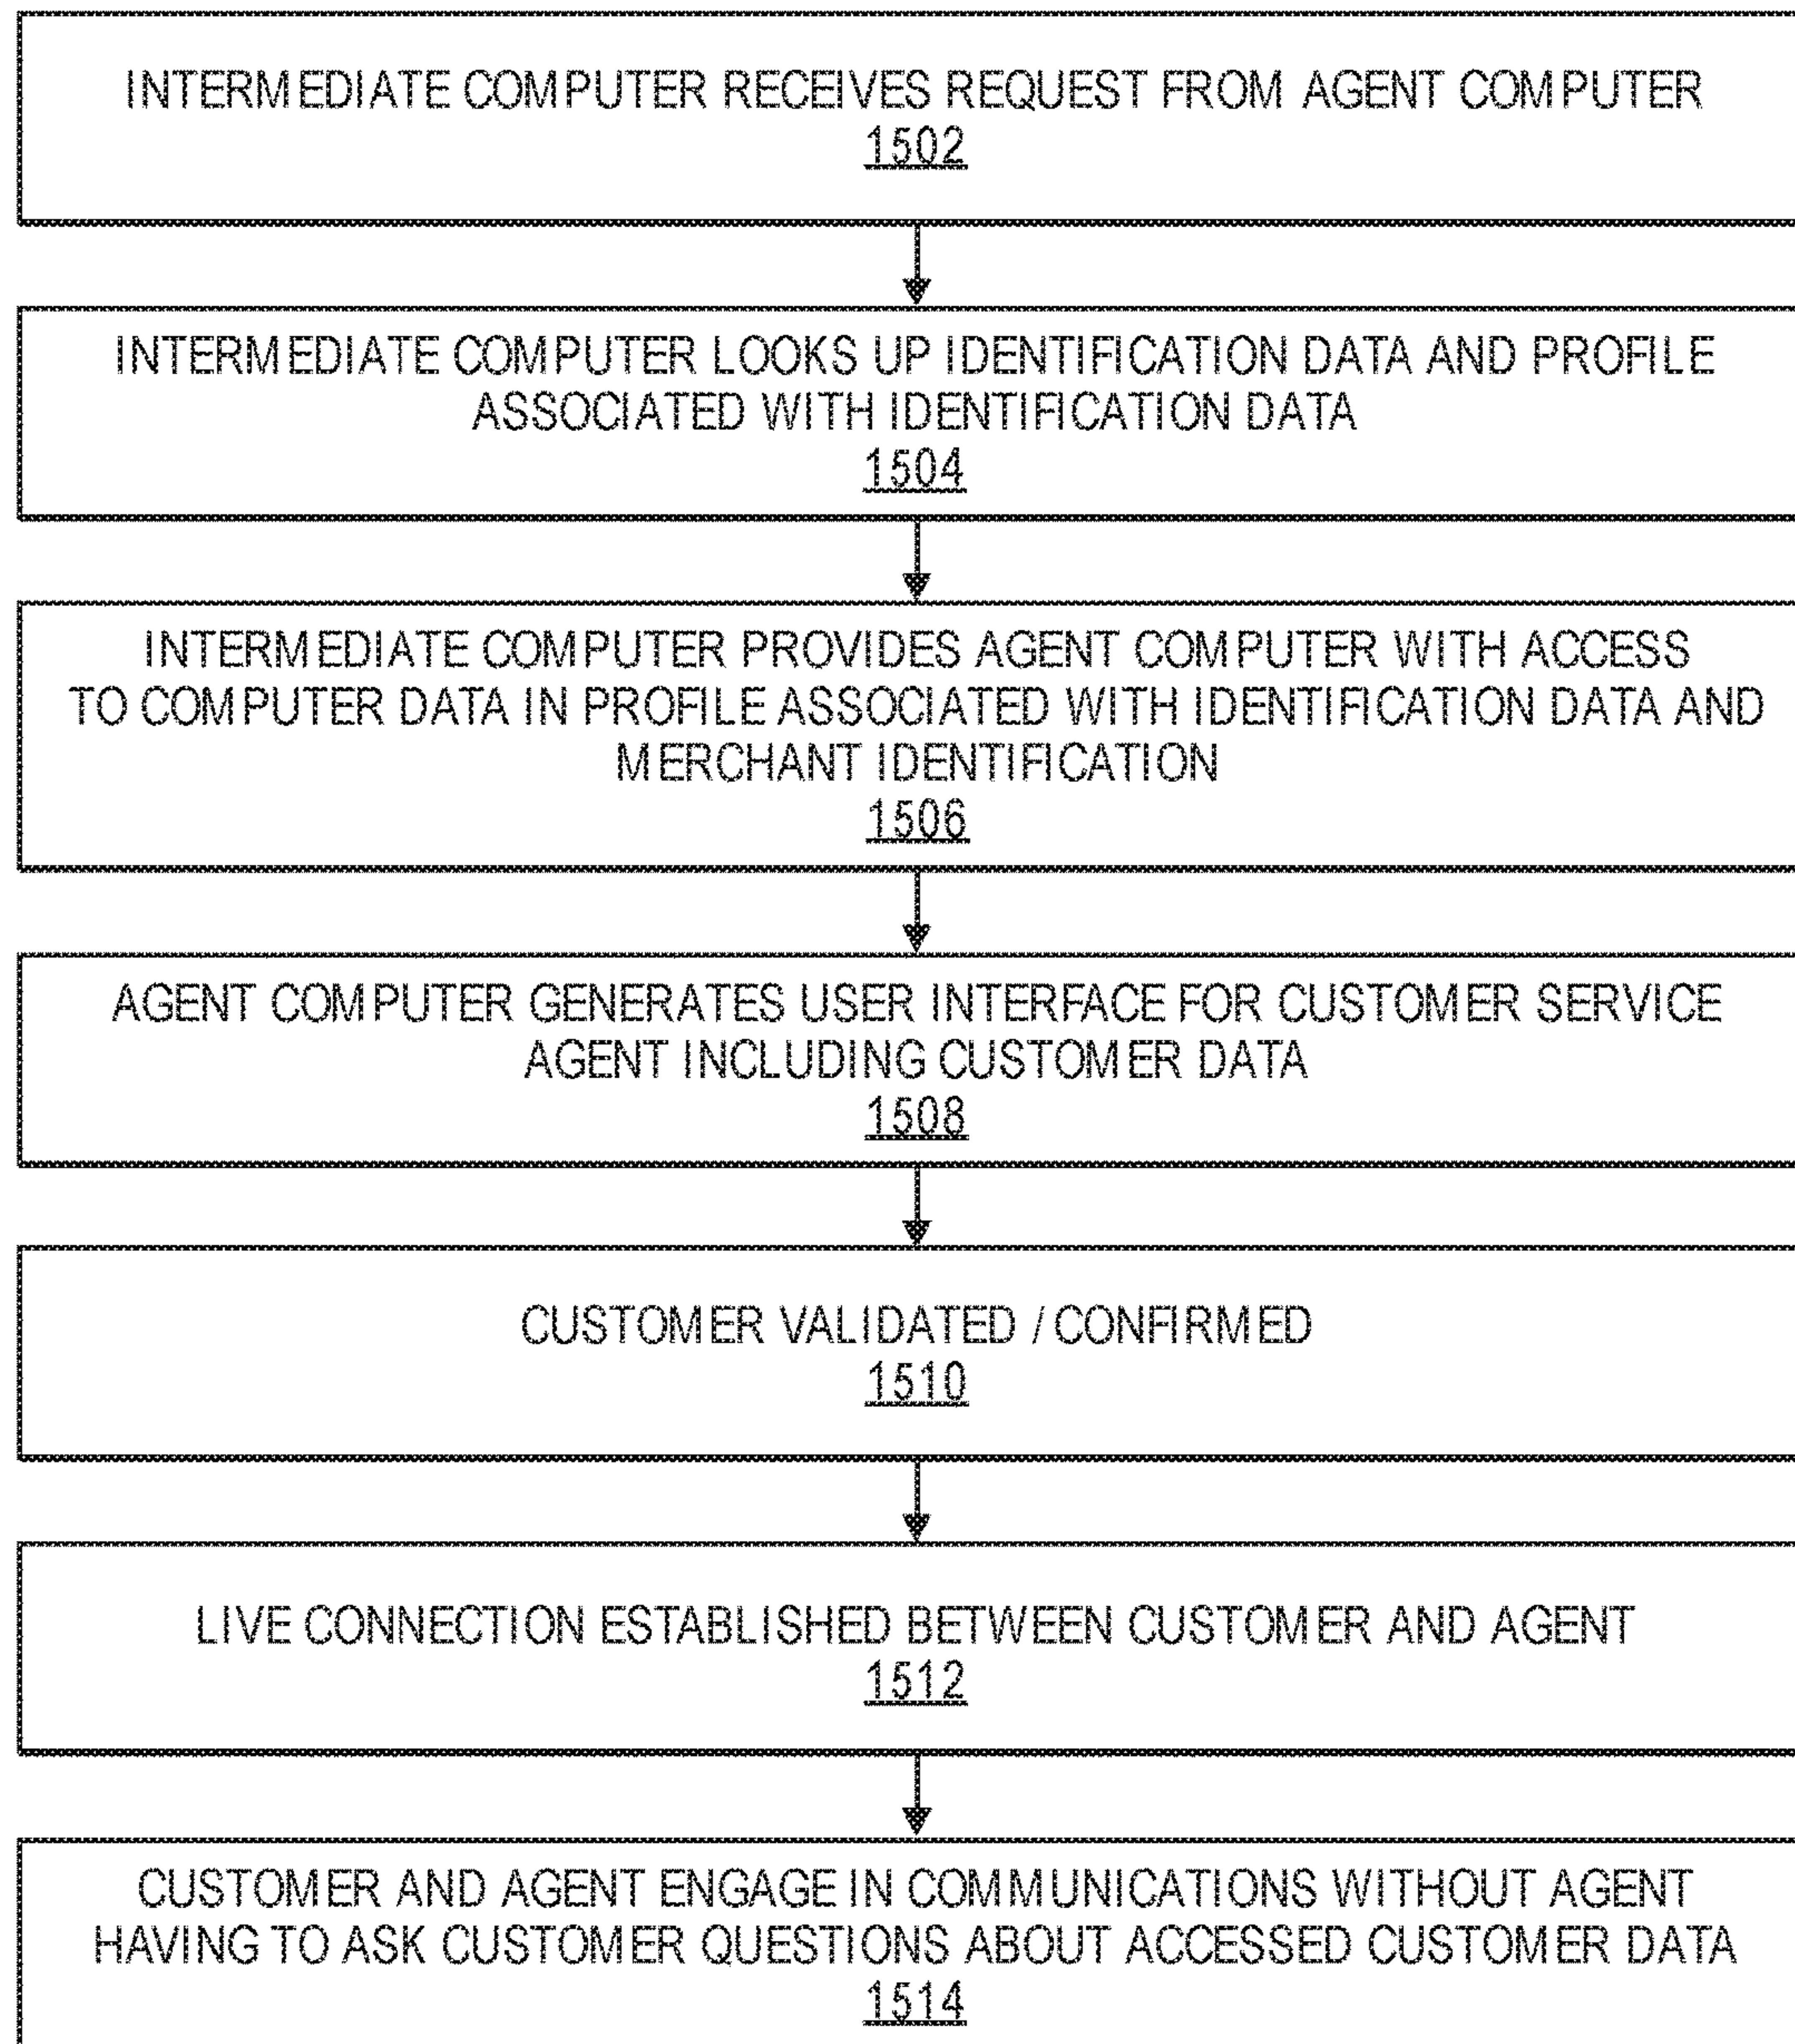 INTERMEDIATE COMPUTER RECEIVES REQUEST FROM AGENT COMPUTER
1502
INTERMEDIATE COMPUTER LOOKS UP IDENTIFICATION DATA AND PROFILE
ASSOCIATED WITH IDENTIFICATION DATA
1504
INTERMEDIATE COMPUTER PROVIDES AGENT COMPUTER WITH ACCESS
TO COMPUTER DATA IN PROFILE ASSOCIATED WITH IDENTIFICATION DATA AND
MERCHANT IDENTIFICATION
1506
AGENT COMPUTER GENERATES USER INTERFACE FOR CUSTOMER SERVICE
AGENT INCLUDING CUSTOMER DATA
1508
CUSTOMER VALIDATED / CONFIRMED
1510
LIVE CONNECTION ESTABLISHED BETWEEN CUSTOMER AND AGENT
1512
CUSTOMER AND AGENT ENGAGE IN COMMUNICATIONS WITHOUT AGENT
HAVING TO ASK CUSTOMER QUESTIONS ABOUT ACCESSED CUSTOMER DATA
1514